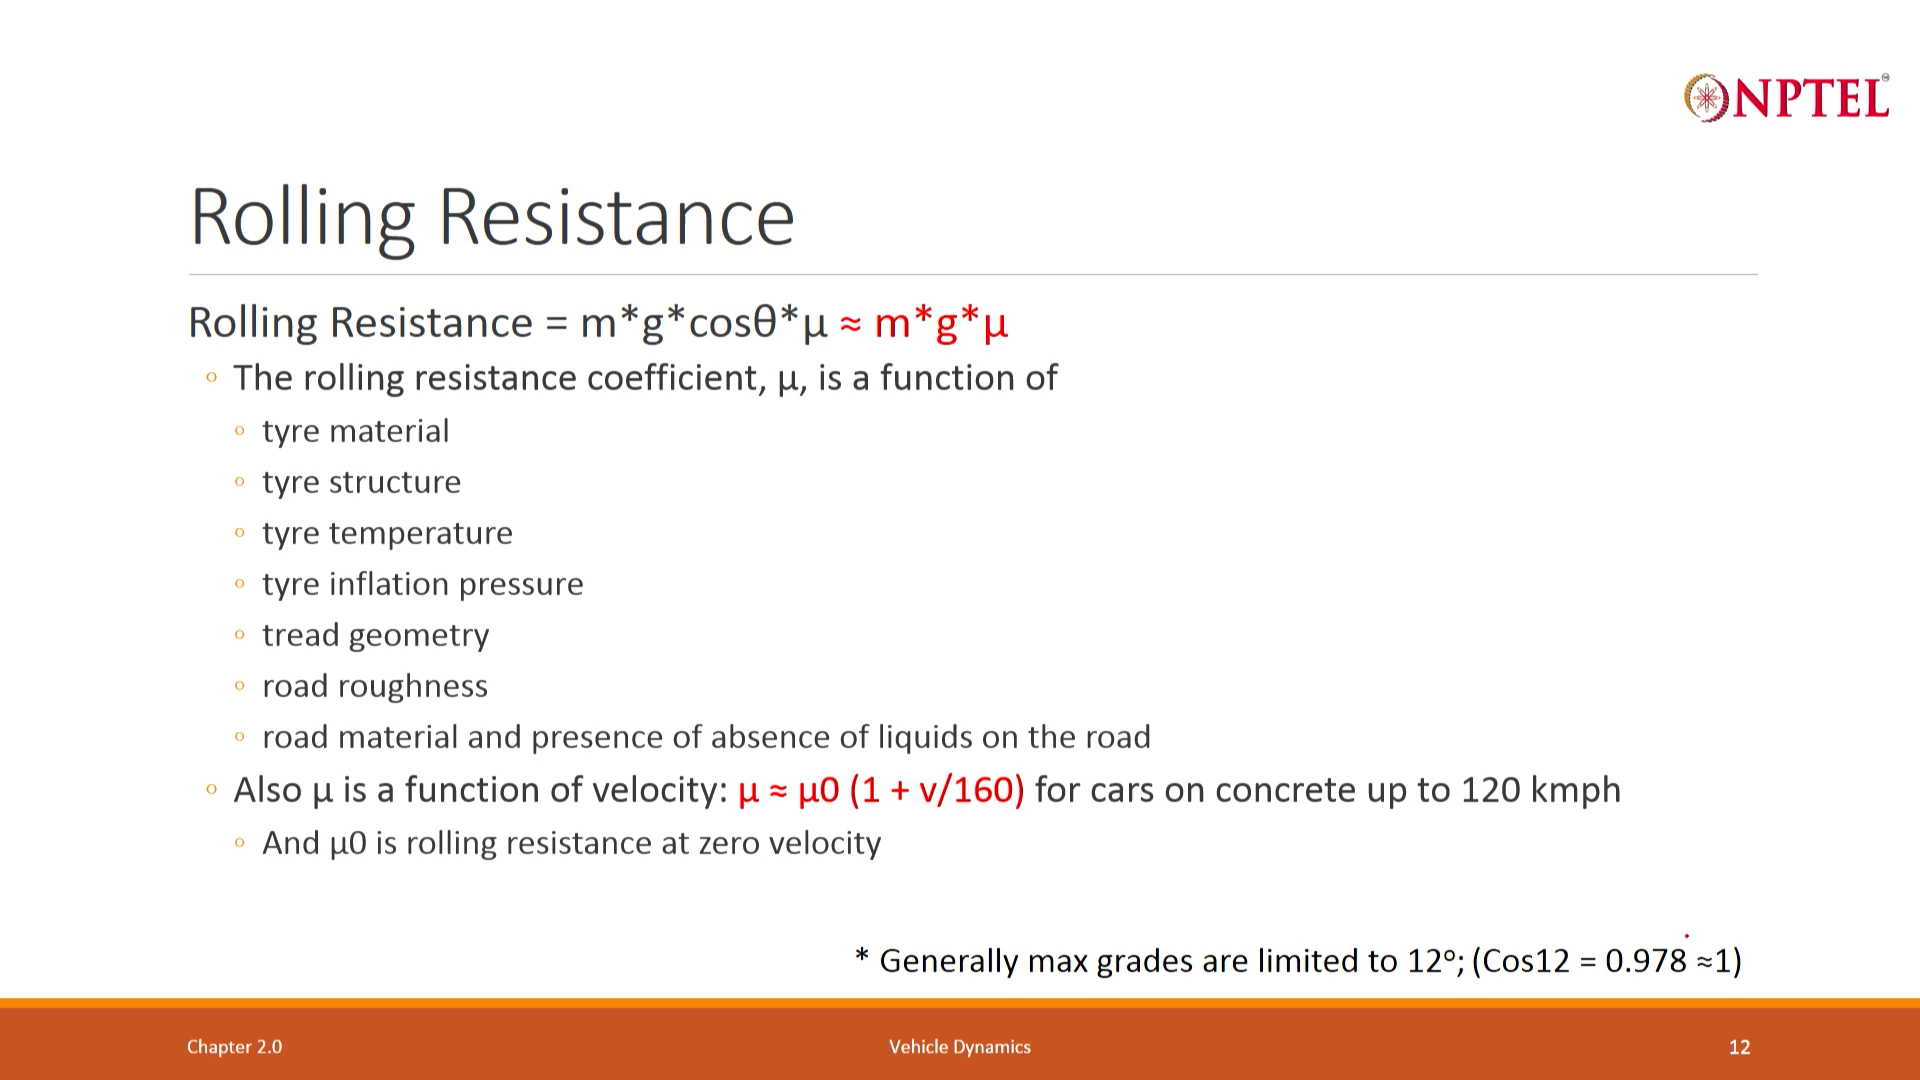 NPTEL
Rolling Resistance
Rolling Resistance = m*g*cosθ*μ ≈ m*g*μ
The rolling resistance coefficient, μ, is a function of
tyre material
tyre structure
tyre temperature
tyre inflation pressure
tread geometry
road roughness
road material and presence of absence of liquids on the road
Also μ is a function of velocity: μ ≈ μ0 (1 + v/160) for cars on concrete up to 120 kmph
And μ0 is rolling resistance at zero velocity
* Generally max grades are limited to 12º; (Cos12 = 0.978 ≈1)
Chapter 2.0
Vehicle Dynamics
12